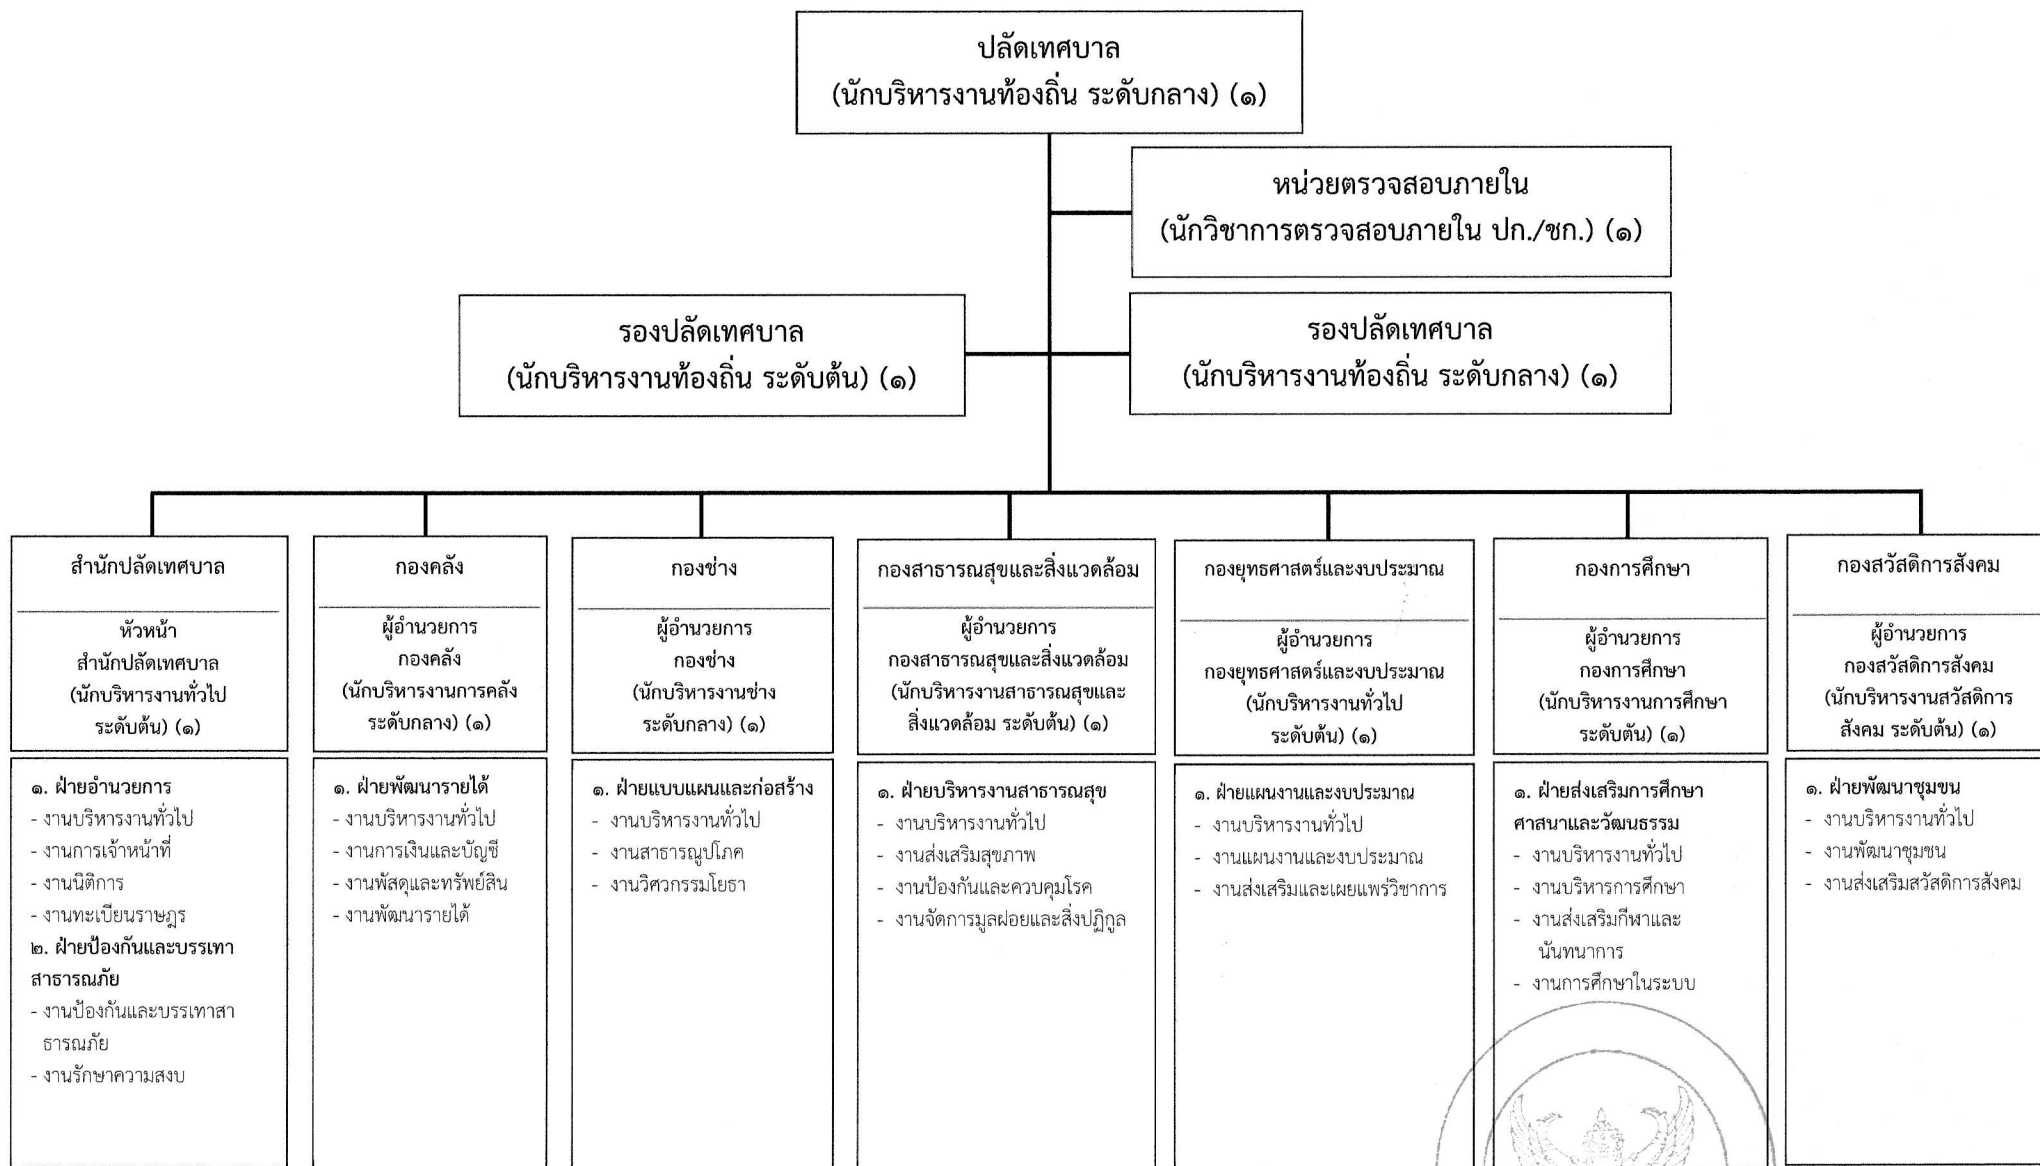 ปลัดเทศบาล
(นักบริหารงานท้องถิ่น ระดับกลาง) (๑)
หน่วยตรวจสอบภายใน
(นักวิชาการตรวจสอบภายใน ปก./ชก.) (๑)
รองปลัดเทศบาล
(นักบริหารงานท้องถิ่น ระดับต้น) (๑)
รองปลัดเทศบาล
(นักบริหารงานท้องถิ่น ระดับกลาง) (๑)
สำนักปลัดเทศบาล
หัวหน้า
สำนักปลัดเทศบาล
(นักบริหารงานทั่วไป
ระดับต้น) (๑)
๑. ฝ่ายอำนวยการ
- งานบริหารงานทั่วไป
- งานการเจ้าหน้าที่
- งานนิติการ
- งานทะเบียนราษฎร
๒. ฝ่ายป้องกันและบรรเทา
สาธารณภัย
- งานป้องกันและบรรเทาสา
ธารณภัย
- งานรักษาความสงบ
กองคลัง
ผู้อำนวยการ
กองคลัง
(นักบริหารงานการคลัง
ระดับกลาง) (๑)
๑. ฝ่ายพัฒนารายได้
- งานบริหารงานทั่วไป
- งานการเงินและบัญชี
- งานพัสดุและทรัพย์สิน
- งานพัฒนารายได้
กองช่าง
ผู้อำนวยการ
กองช่าง
(นักบริหารงานช่าง
ระดับกลาง) (๑)
๑. ฝ่ายแบบแผนและก่อสร้าง
- งานบริหารงานทั่วไป
- งานสาธารณูปโภค
- งานวิศวกรรมโยธา
กองสาธารณสุขและสิ่งแวดล้อม
ผู้อำนวยการ
กองสาธารณสุขและสิ่งแวดล้อม
(นักบริหารงานสาธารณสุขและ
สิ่งแวดล้อม ระดับต้น) (๑)
๑. ฝ่ายบริหารงานสาธารณสุข
- งานบริหารงานทั่วไป
- งานส่งเสริมสุขภาพ
- งานป้องกันและควบคุมโรค
- งานจัดการมูลฝอยและสิ่งปฏิกูล
กองยุทธศาสตร์และงบประมาณ
ผู้อำนวยการ
กองยุทธศาสตร์และงบประมาณ
(นักบริหารงานทั่วไป
ระดับต้น) (๑)
๑. ฝ่ายแผนงานและงบประมาณ
- งานบริหารงานทั่วไป
- งานแผนงานและงบประมาณ
- งานส่งเสริมและเผยแพร่วิชาการ
กองการศึกษา
ผู้อำนวยการ
กองการศึกษา
(นักบริหารงานการศึกษา
ระดับต้น) (๑)
๑. ฝ่ายส่งเสริมการศึกษา
ศาสนาและวัฒนธรรม
- งานบริหารงานทั่วไป
- งานบริหารการศึกษา
- งานส่งเสริมกีฬาและ
นันทนาการ
- งานการศึกษาในระบบ
กองสวัสดิการสังคม
ผู้อำนวยการ
กองสวัสดิการสังคม
(นักบริหารงานสวัสดิการ
สังคม ระดับต้น) (๑)
๑. ฝ่ายพัฒนาชุมขน
- งานบริหารงานทั่วไป
- งานพัฒนาชุมชน
- งานส่งเสริมสวัสดิการสังคม